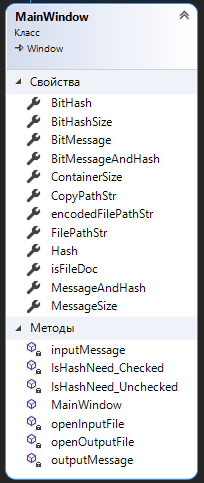 MainWindow
Класс
Window
Свойства
BitHash
BitHashSize
BitMessage
BitMessageAndHash
ContainerSize
CopyPathStr
encodedFilePathStr
FilePathStr
Hash
isFileDoc
MessageAndHash
MessageSize
Методы
inputMessage
IsHashNeed_Checked
IsHashNeed_Unchecked
MainWindow
openInputFile
openOutputFile
outputMessage